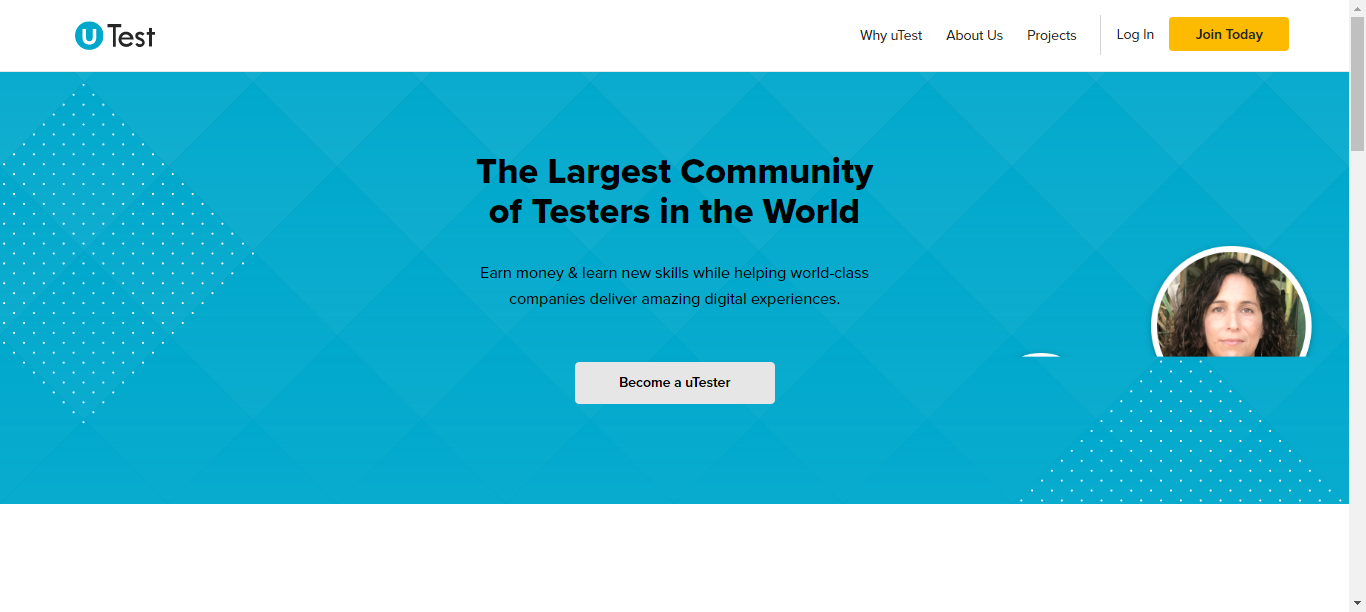 uTest
Why uTest
About Us
Projects
Log In
Join Today
The Largest Community
of Testers in the World
Earn money & learn new skills while helping world-class
companies deliver amazing digital experiences.
Become a uTester